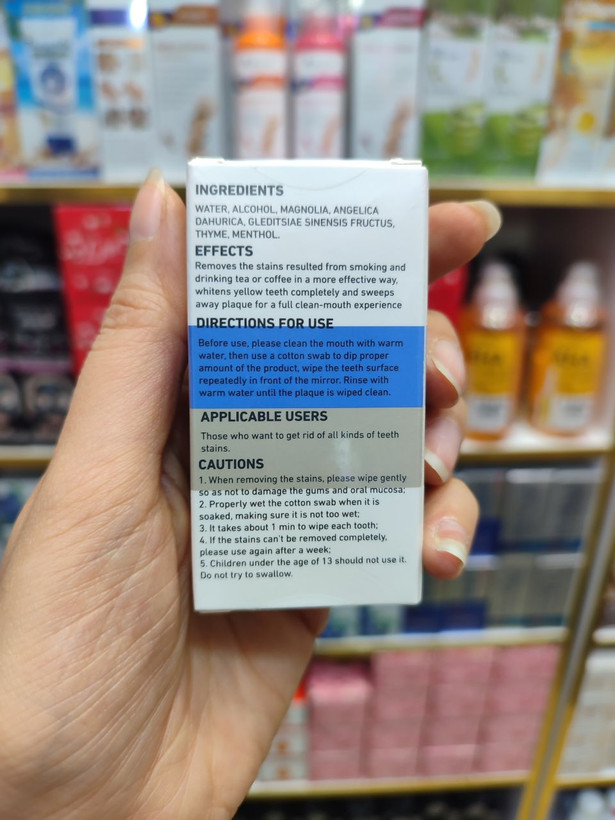 INGREDIENTS
WATER, ALCOHOL, MAGNOLIA, ANGELICA
DAHURICA, GLEDITSIAE SINENSIS FRUCTUS,
THYME, MENTHOL.
EFFECTS
Removes the stains resulted from smoking and
drinking tea or coffee in a more effective way,
whitens yellow teeth completely and sweeps
away plaque for a full clean-mouth experience
DIRECTIONS FOR USE
Before use, please clean the mouth with warm
water, then use a cotton swab to dip proper
amount of the product, wipe the teeth surface
repeatedly in front of the mirror. Rinse with
warm water until the plaque is wiped clean.
APPLICABLE USERS
Those who want to get rid of all kinds of teeth
stains.
CAUTIONS
1. When removing the stains, please wipe gently
so as not to damage the gums and oral mucosa;
2. Properly wet the cotton swab when it is
soaked, making sure it is not too wet;
3. It takes about 1 min to wipe each tooth;
4. If the stains can't be removed completely,
please use again after a week;
5. Children under the age of 13 should not use it.
Do not try to swallow.